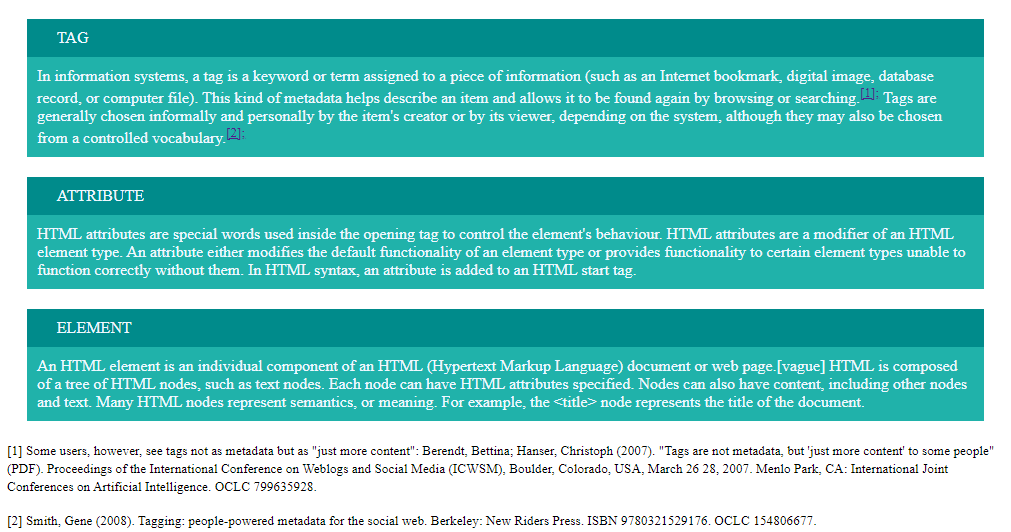 TAG
In information systems, a tag is a keyword or term assigned to a piece of information (such as an Internet bookmark, digital image, database
record, or computer file). This kind of metadata helps describe an item and allows it to be found again by browsing or searching.[1]; Tags are
generally chosen informally and personally by the item's creator or by its viewer, depending on the system, although they may also be chosen
from a controlled vocabulary.[2];
ATTRIBUTE
HTML attributes are special words used inside the opening tag to control the element's behaviour. HTML attributes are a modifier of an HTML
element type. An attribute either modifies the default functionality of an element type or provides functionality to certain element types unable to
function correctly without them. In HTML syntax, an attribute is added to an HTML start tag.
ELEMENT
An HTML element is an individual component of an HTML (Hypertext Markup Language) document or web page.[vague] HTML is composed
of a tree of HTML nodes, such as text nodes. Each node can have HTML attributes specified. Nodes can also have content, including other nodes
and text. Many HTML nodes represent semantics, or meaning. For example, the <title> node represents the title of the document.
[1] Some users, however, see tags not as metadata but as "just more content": Berendt, Bettina; Hanser, Christoph (2007). "Tags are not metadata, but 'just more content' to some people"
(PDF). Proceedings of the International Conference on Weblogs and Social Media (ICWSM), Boulder, Colorado, USA, March 26 28, 2007. Menlo Park, CA: International Joint
Conferences on Artificial Intelligence. OCLC 799635928.
[2] Smith, Gene (2008). Tagging: people-powered metadata for the social web. Berkeley: New Riders Press. ISBN 9780321529176. OCLC 154806677.